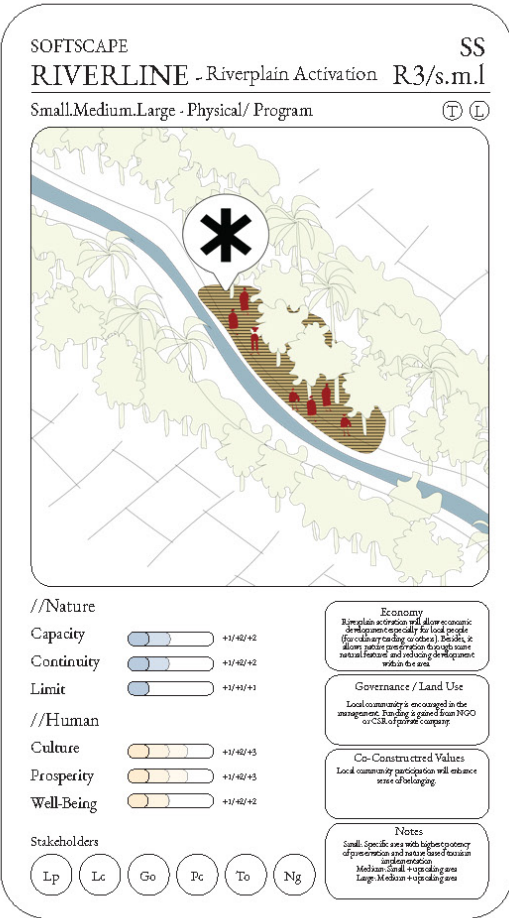 SOFTSCAPE
SS
RIVERLINE - Riverplain Activation R3/s.m.l
Small.Medium.Large - Physical/ Program
T L
//Nature
Capacity +1/+2/+2
Continuity +1/+2/+2
Limit +1/+1/+1
//Human
Culture +1/+2/+3
Prosperity +1/+2/+3
Well-Being +1/+2/+2
Stakeholders
Lp Lc Go Pc To Ng
Economy
Riverplain activation will allow economic
development especially for local people
(for culinary trading or others). Besides, it
allows nature preservation through some
natural features and reducing development
within the area
Governance / Land Use
Local community is encouraged in the
management. Funding is gained from NGO
or CSR of private company.
Co-Constructred Values
Local community participation will enhance
sense of belonging.
Notes
Small: Specific area with highest potency
of preservation and nature based tourism
implementation
Medium: Small + upscaling area
Large: Medium + upscaling area